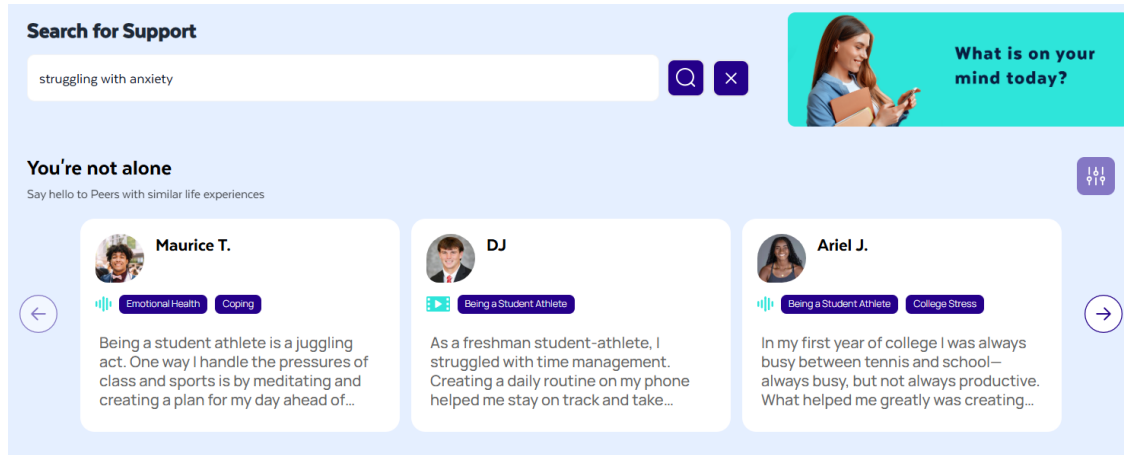 Search for Support
struggling with anxiety
What is on your
mind today?
You're not alone
Say hello to Peers with similar life experiences
Maurice T.
Emotional Health
Coping
Being a student athlete is a juggling
act. One way I handle the pressures of
class and sports is by meditating and
creating a plan for my day ahead of...
DJ
Being a Student Athlete
As a freshman student-athlete, I
struggled with time management.
Creating a daily routine on my phone
helped me stay on track and take...
Ariel J.
Being a Student Athlete
College Stress
In my first year of college I was always
busy between tennis and school—
always busy, but not always productive.
What helped me greatly was creating...